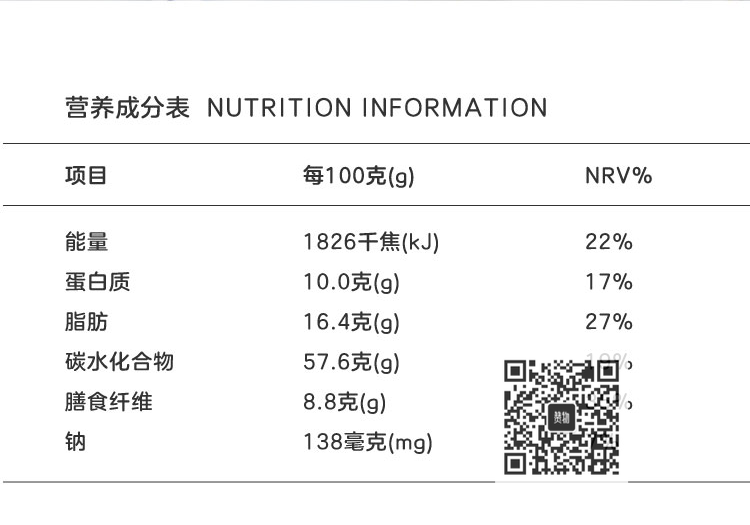 营养成分表 NUTRITION INFORMATION
项目 每100克(g) NRV%
能量 1826千焦(kJ) 22%
蛋白质 10.0克(g) 17%
脂肪 16.4克(g) 27%
碳水化合物 57.6克(g) 19%
膳食纤维 8.8克(g)
钠 138毫克(mg)
赞物